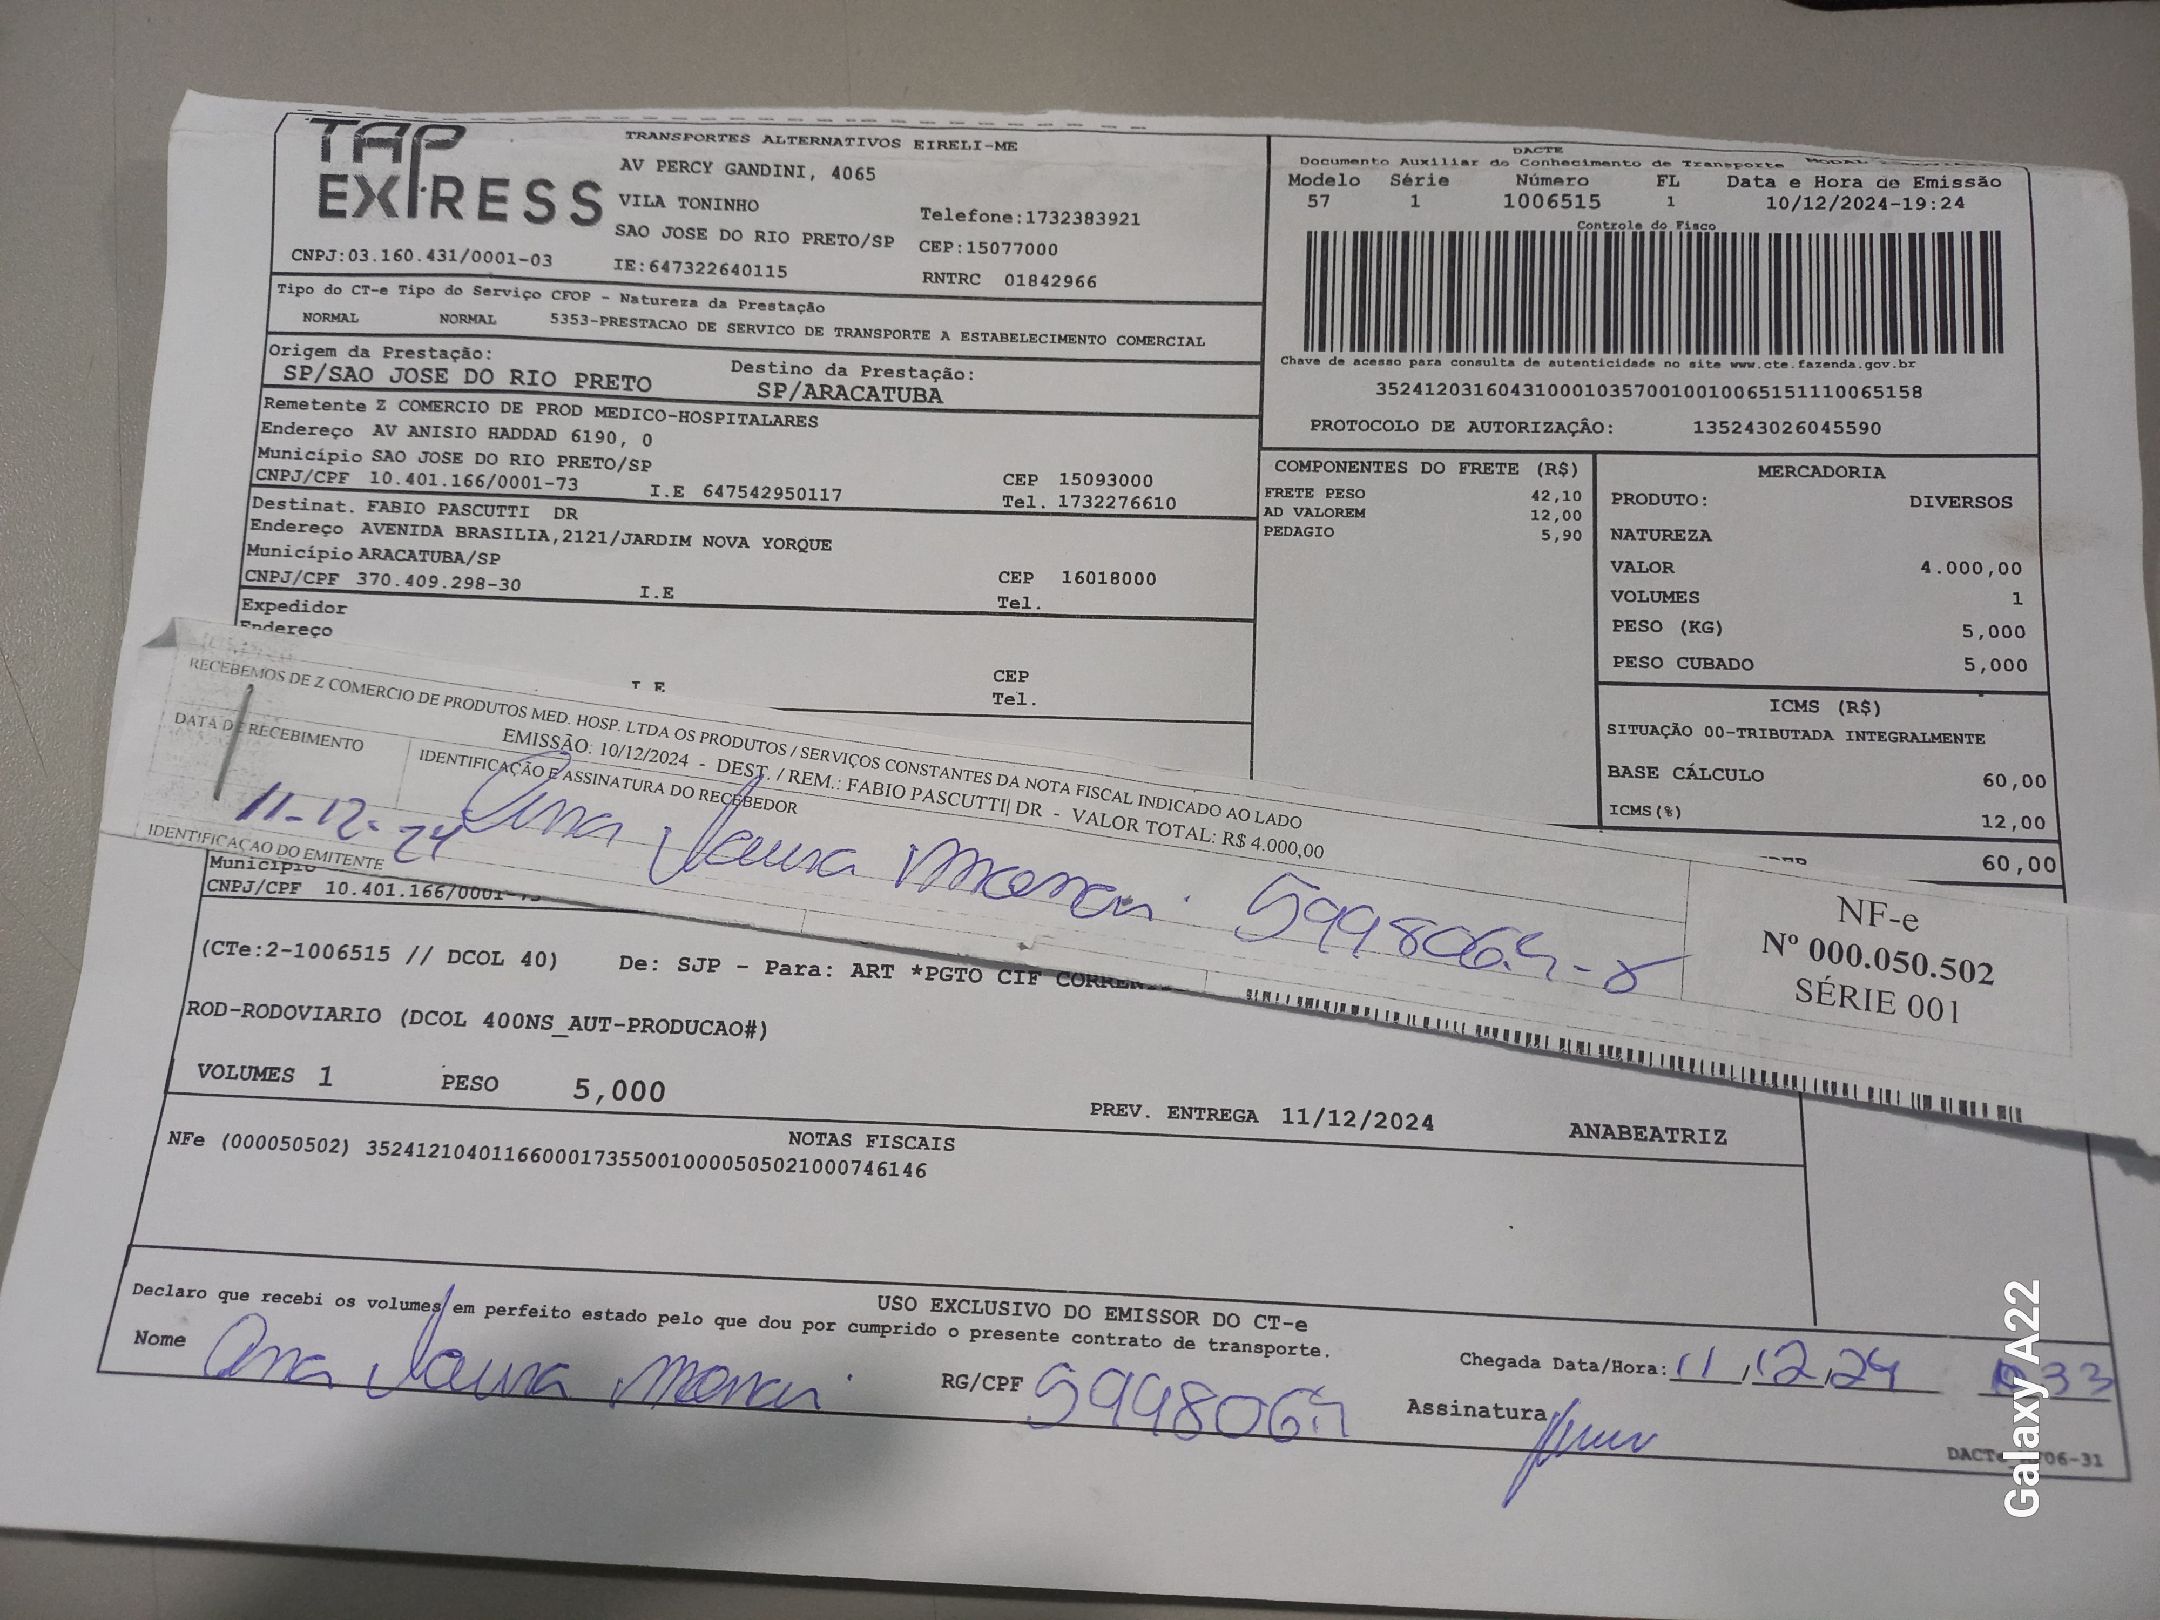 TAP EXPRESS
TRANSPORTES ALTERNATIVOS EIRELI-ME
AV PERCY GANDINI, 4065
VILA TONINHO
Telefone:1732383921
SAO JOSE DO RIO PRETO/SP CEP:15077000
CNPJ:03.160.431/0001-03 IE:647322640115 RNTRC 01842966
DACTE
Documento Auxiliar do Conhecimento de Transporte
Modelo Série Número FL Data e Hora de Emissão
57 1 1006515 1 10/12/2024-19:24
Controle do Fisco
Chave de acesso para consulta de autenticidade no site www.cte.fazenda.gov.br
35241203160431000103570010010065151110065158
PROTOCOLO DE AUTORIZAÇÃO: 135243026045590
Tipo do CT-e Tipo do Serviço CFOP - Natureza da Prestação
NORMAL NORMAL 5353-PRESTACAO DE SERVICO DE TRANSPORTE A ESTABELECIMENTO COMERCIAL
Origem da Prestação: Destino da Prestação:
SP/SAO JOSE DO RIO PRETO SP/ARACATUBA
Remetente Z COMERCIO DE PROD MEDICO-HOSPITALARES
Endereço AV ANISIO HADDAD 6190, 0
Município SAO JOSE DO RIO PRETO/SP CEP 15093000
CNPJ/CPF 10.401.166/0001-73 I.E 647542950117 Tel. 1732276610
Destinat. FABIO PASCUTTI DR
Endereço AVENIDA BRASILIA,2121/JARDIM NOVA YORQUE
Município ARACATUBA/SP CEP 16018000
CNPJ/CPF 370.409.298-30 I.E Tel.
Expedidor
Endereço
CEP
I.E Tel.
COMPONENTES DO FRETE (R$)
FRETE PESO 42,10
AD VALOREM 12,00
PEDAGIO 5,90
MERCADORIA
PRODUTO: DIVERSOS
NATUREZA
VALOR 4.000,00
VOLUMES 1
PESO (KG) 5,000
PESO CUBADO 5,000
ICMS (R$)
SITUAÇÃO 00-TRIBUTADA INTEGRALMENTE
BASE CÁLCULO 60,00
ICMS(%) 12,00
60,00
RECEBEMOS DE Z COMERCIO DE PRODUTOS MED. HOSP. LTDA OS PRODUTOS / SERVIÇOS CONSTANTES DA NOTA FISCAL INDICADO AO LADO
EMISSÃO: 10/12/2024 - DEST. / REM.: FABIO PASCUTTI| DR - VALOR TOTAL: R$ 4.000,00
DATA DE RECEBIMENTO IDENTIFICAÇÃO E ASSINATURA DO RECEBEDOR
11-12-24 Ana
NF-e
Nº 000.050.502
SÉRIE 001
IDENTIFICAÇAO DO EMITENTE
Município
CNPJ/CPF 10.401.166/0001-73
(CTe:2-1006515 // DCOL 40) De: SJP - Para: ART *PGTO CIF
ROD-RODOVIARIO (DCOL 400NS_AUT-PRODUCAO#)
VOLUMES 1 PESO 5,000 PREV. ENTREGA 11/12/2024 ANABEATRIZ
NOTAS FISCAIS
NFe (000050502) 35241210401166000173550010000505021000746146
USO EXCLUSIVO DO EMISSOR DO CT-e
Declaro que recebi os volumes em perfeito estado pelo que dou por cumprido o presente contrato de transporte.
Nome Ana RG/CPF Chegada Data/Hora: 11,12,24
Assinatura
Galaxy A22